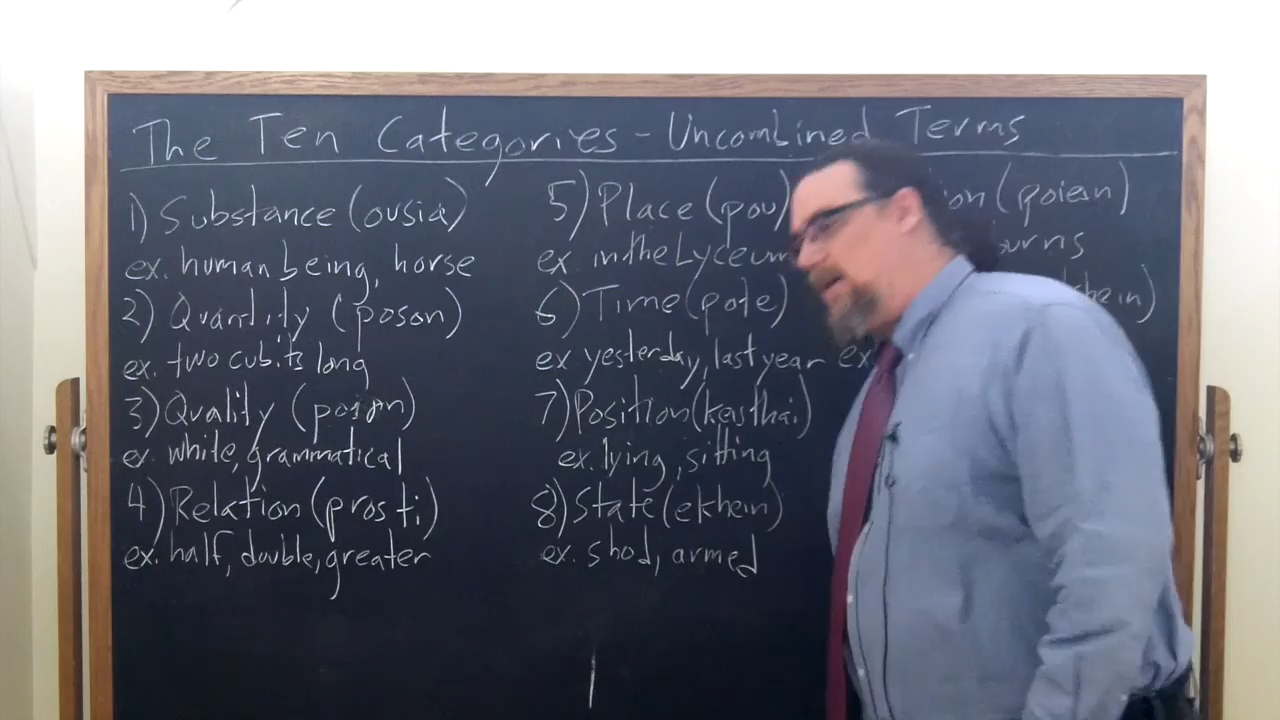 The Ten Categories - Uncombined Terms
1) Substance (ousia)
ex. human being, horse
2) Quantity (poson)
ex. two cubits long
3) Quality (poion)
ex. white, grammatical
4) Relation (pros ti)
ex. half, double, greater
5) Place (pou)
ex in the Lyceum
6) Time (pote)
ex yesterday, last year
7) Position (keisthai)
ex. lying, sitting
8) State (ekhein)
ex. shod, armed
ion (poiein)
urns
ex